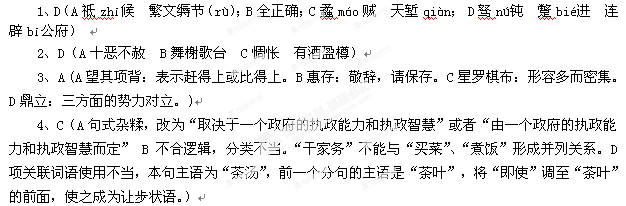 1、D(A 祗 zhī候　繁文缛节(rù)；B 全正确；C 蟊 máo 贼　天堑 qiàn；D 驽 nú钝　蹩 bié进　连
辟 bì公府)
2、D（A 十恶不赦　B 舞榭歌台　C 惆怅　有酒盈樽）
3、A（A 望其项背：表示赶得上或比得上。B 惠存：敬辞，请保存。C 星罗棋布：形容多而密集。
D 鼎立：三方面的势力对立。)
4、C（A 句式杂糅，改为“取决于一个政府的执政能力和执政智慧”或者“由一个政府的执政能
力和执政智慧而定” B 不合逻辑，分类不当。“干家务”不能与“买菜”、“煮饭”形成并列关系。D
项关联词语使用不当，本句主语为“茶汤”，前一个分句的主语是“茶叶”，将“即使”调至“茶叶”
的前面，使之成为让步状语。）